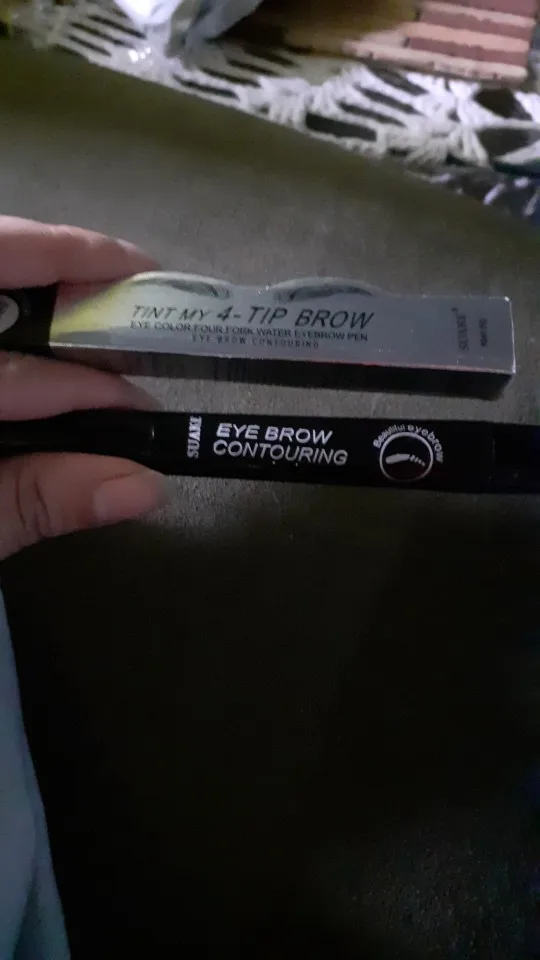 TINT MY 4-TIP BROW
EYE COLOR FOUR FORK WATER EYEBROW PEN
EYE BROW CONTOURING
SUAKE
SUAKE
EYE BROW
CONTOURING
Beautiful eyebrow